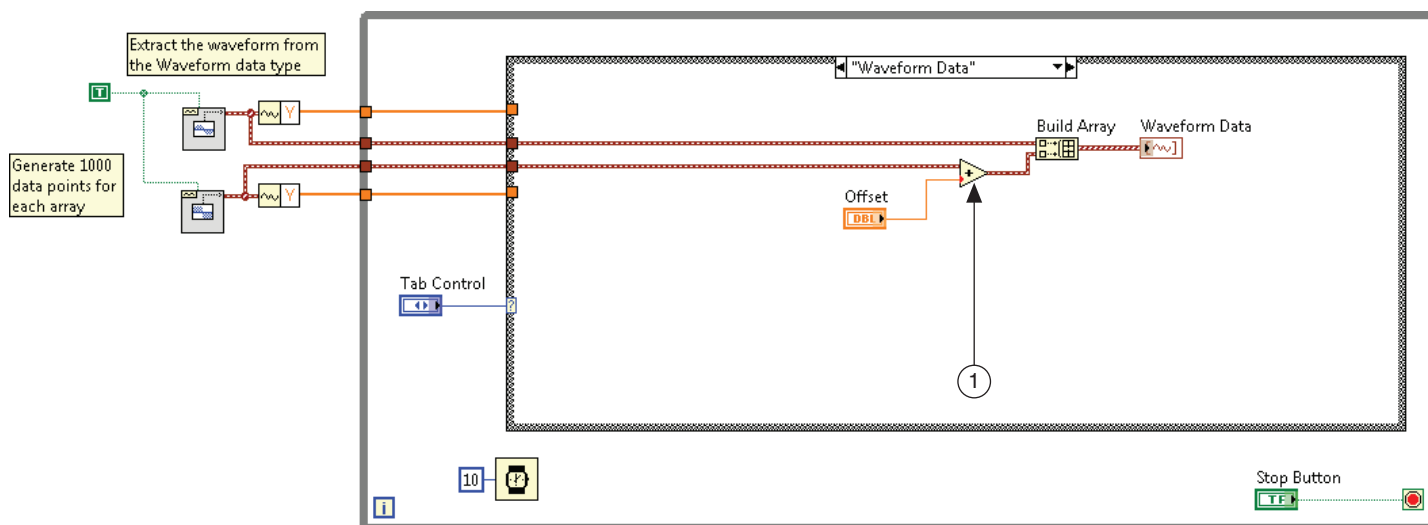 Extract the waveform from
the Waveform data type
T
Y
Generate 1000
data points for
each array
Y
"Waveform Data"
Build Array
Waveform Data
Offset
DBL
1
Tab Control
?
10
i
Stop Button
TF